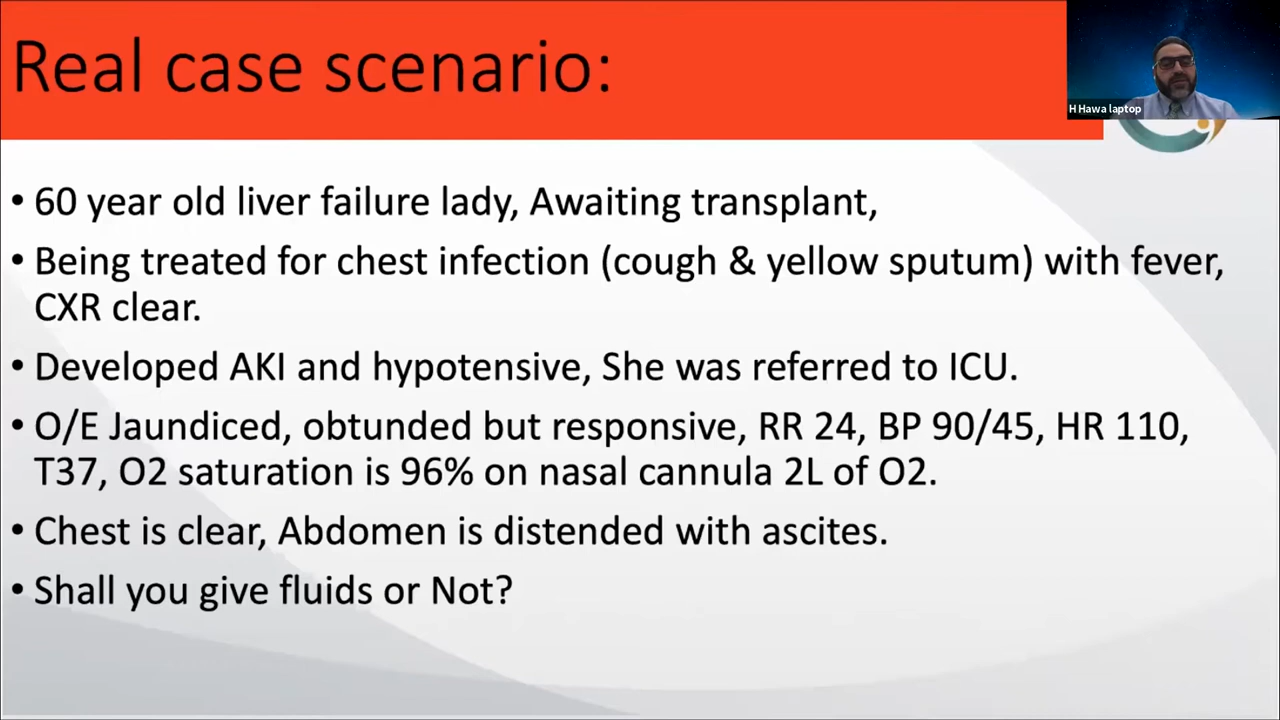 Real case scenario:
H Hawa laptop
• 60 year old liver failure lady, Awaiting transplant,
• Being treated for chest infection (cough & yellow sputum) with fever,
CXR clear.
• Developed AKI and hypotensive, She was referred to ICU.
• O/E Jaundiced, obtunded but responsive, RR 24, BP 90/45, HR 110,
T37, O2 saturation is 96% on nasal cannula 2L of O2.
• Chest is clear, Abdomen is distended with ascites.
• Shall you give fluids or Not?